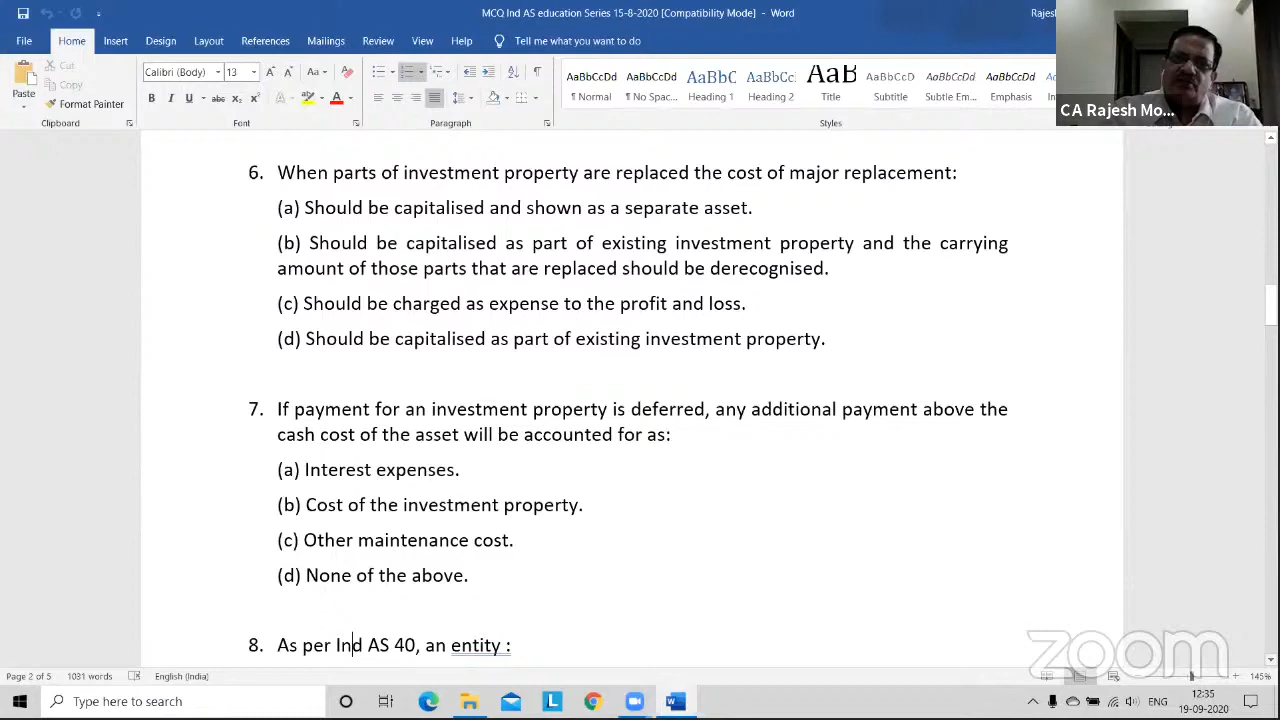 MCQ Ind AS education Series 15-8-2020 [Compatibility Mode] - Word
Rajesh
File Home Insert Draw Design Layout References Mailings Review View Help Tell me what you want to do
Paste Cut Copy Format Painter
Calibri (Body) 13
AaBbCcDd AaBbCcDd AaBbC AaBbCc AaB AaBbCcDd AaBbCcDd AaBbCcDd
¶ Normal ¶ No Spac... Heading 1 Heading 2 Title Subtitle Subtle Em... Emphasis
Clipboard Font Paragraph Styles
C A Rajesh Mo...
6. When parts of investment property are replaced the cost of major replacement:
(a) Should be capitalised and shown as a separate asset.
(b) Should be capitalised as part of existing investment property and the carrying
amount of those parts that are replaced should be derecognised.
(c) Should be charged as expense to the profit and loss.
(d) Should be capitalised as part of existing investment property.
7. If payment for an investment property is deferred, any additional payment above the
cash cost of the asset will be accounted for as:
(a) Interest expenses.
(b) Cost of the investment property.
(c) Other maintenance cost.
(d) None of the above.
8. As per Ind AS 40, an entity :
zoom
Page 2 of 5 1031 words English (India) 145%
Type here to search
12:35
19-09-2020